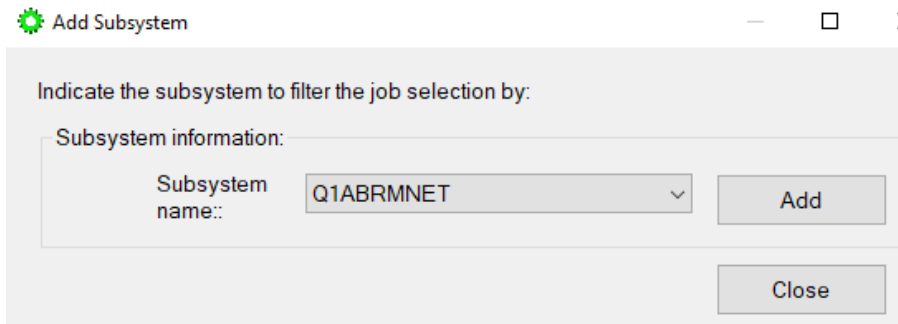 Add Subsystem
Indicate the subsystem to filter the job selection by:
Subsystem information:
Subsystem
name::
Q1ABRMNET
Add
Close